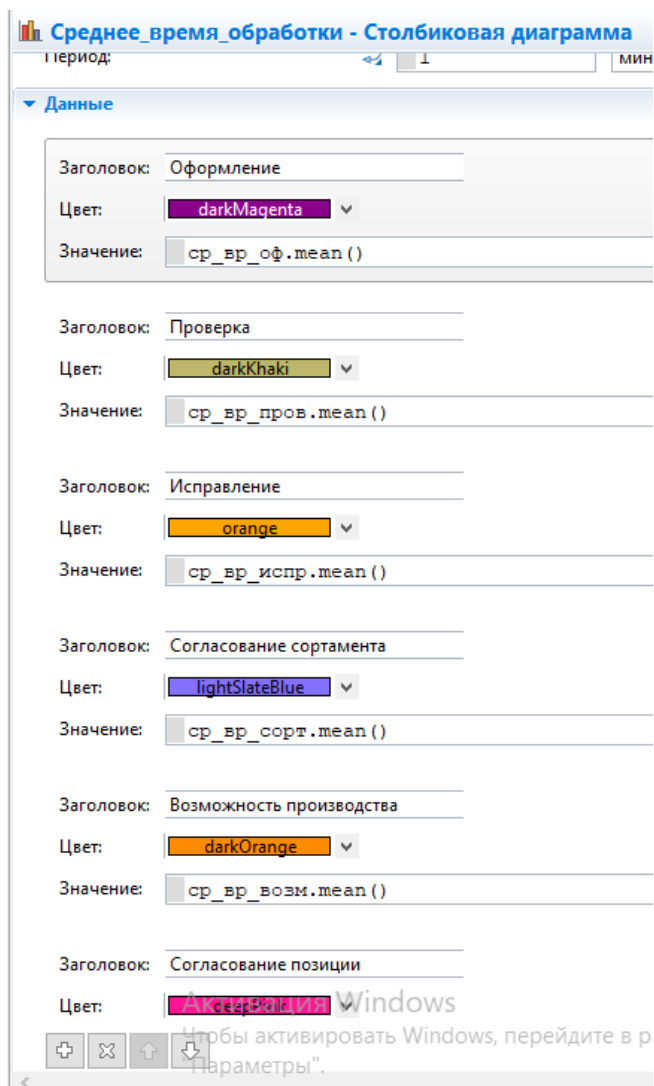 Среднее_время_обработки - Столбиковая диаграмма
Период: 1 мин
Данные
Заголовок: Оформление
Цвет: darkMagenta
Значение: ср_вр_оф.mean()
Заголовок: Проверка
Цвет: darkKhaki
Значение: ср_вр_пров.mean()
Заголовок: Исправление
Цвет: orange
Значение: ср_вр_испр.mean()
Заголовок: Согласование сортамента
Цвет: lightSlateBlue
Значение: ср_вр_сорт.mean()
Заголовок: Возможность производства
Цвет: darkOrange
Значение: ср_вр_возм.mean()
Заголовок: Согласование позиции
Цвет: deepPink
Активация Windows
Чтобы активировать Windows, перейдите в р
"Параметры".